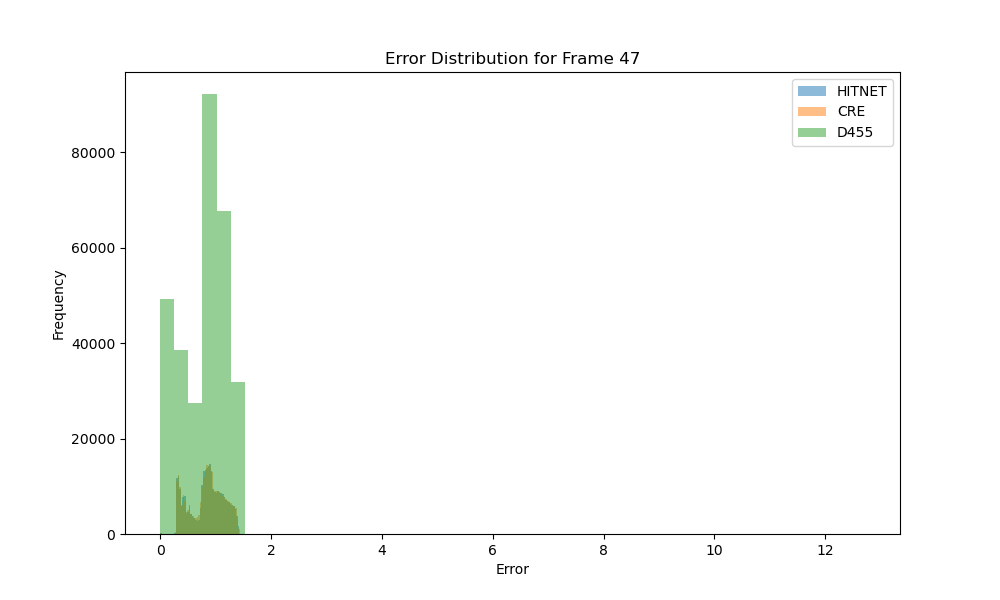 Error Distribution for Frame 47
HITNET
CRE
D455
80000
60000
40000
20000
0
Frequency
0 2 4 6 8 10 12
Error